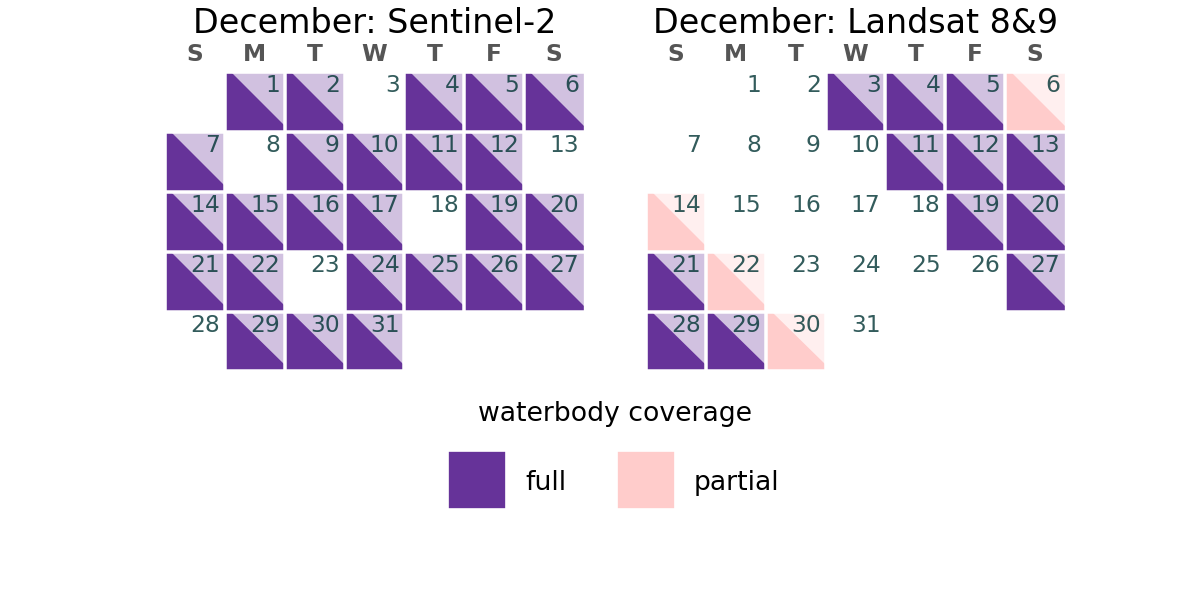 December: Sentinel-2
S M T W T F S
1 2 3 4 5 6
7 8 9 10 11 12 13
14 15 16 17 18 19 20
21 22 23 24 25 26 27
28 29 30 31
December: Landsat 8&9
S M T W T F S
1 2 3 4 5 6
7 8 9 10 11 12 13
14 15 16 17 18 19 20
21 22 23 24 25 26 27
28 29 30 31
waterbody coverage
full partial